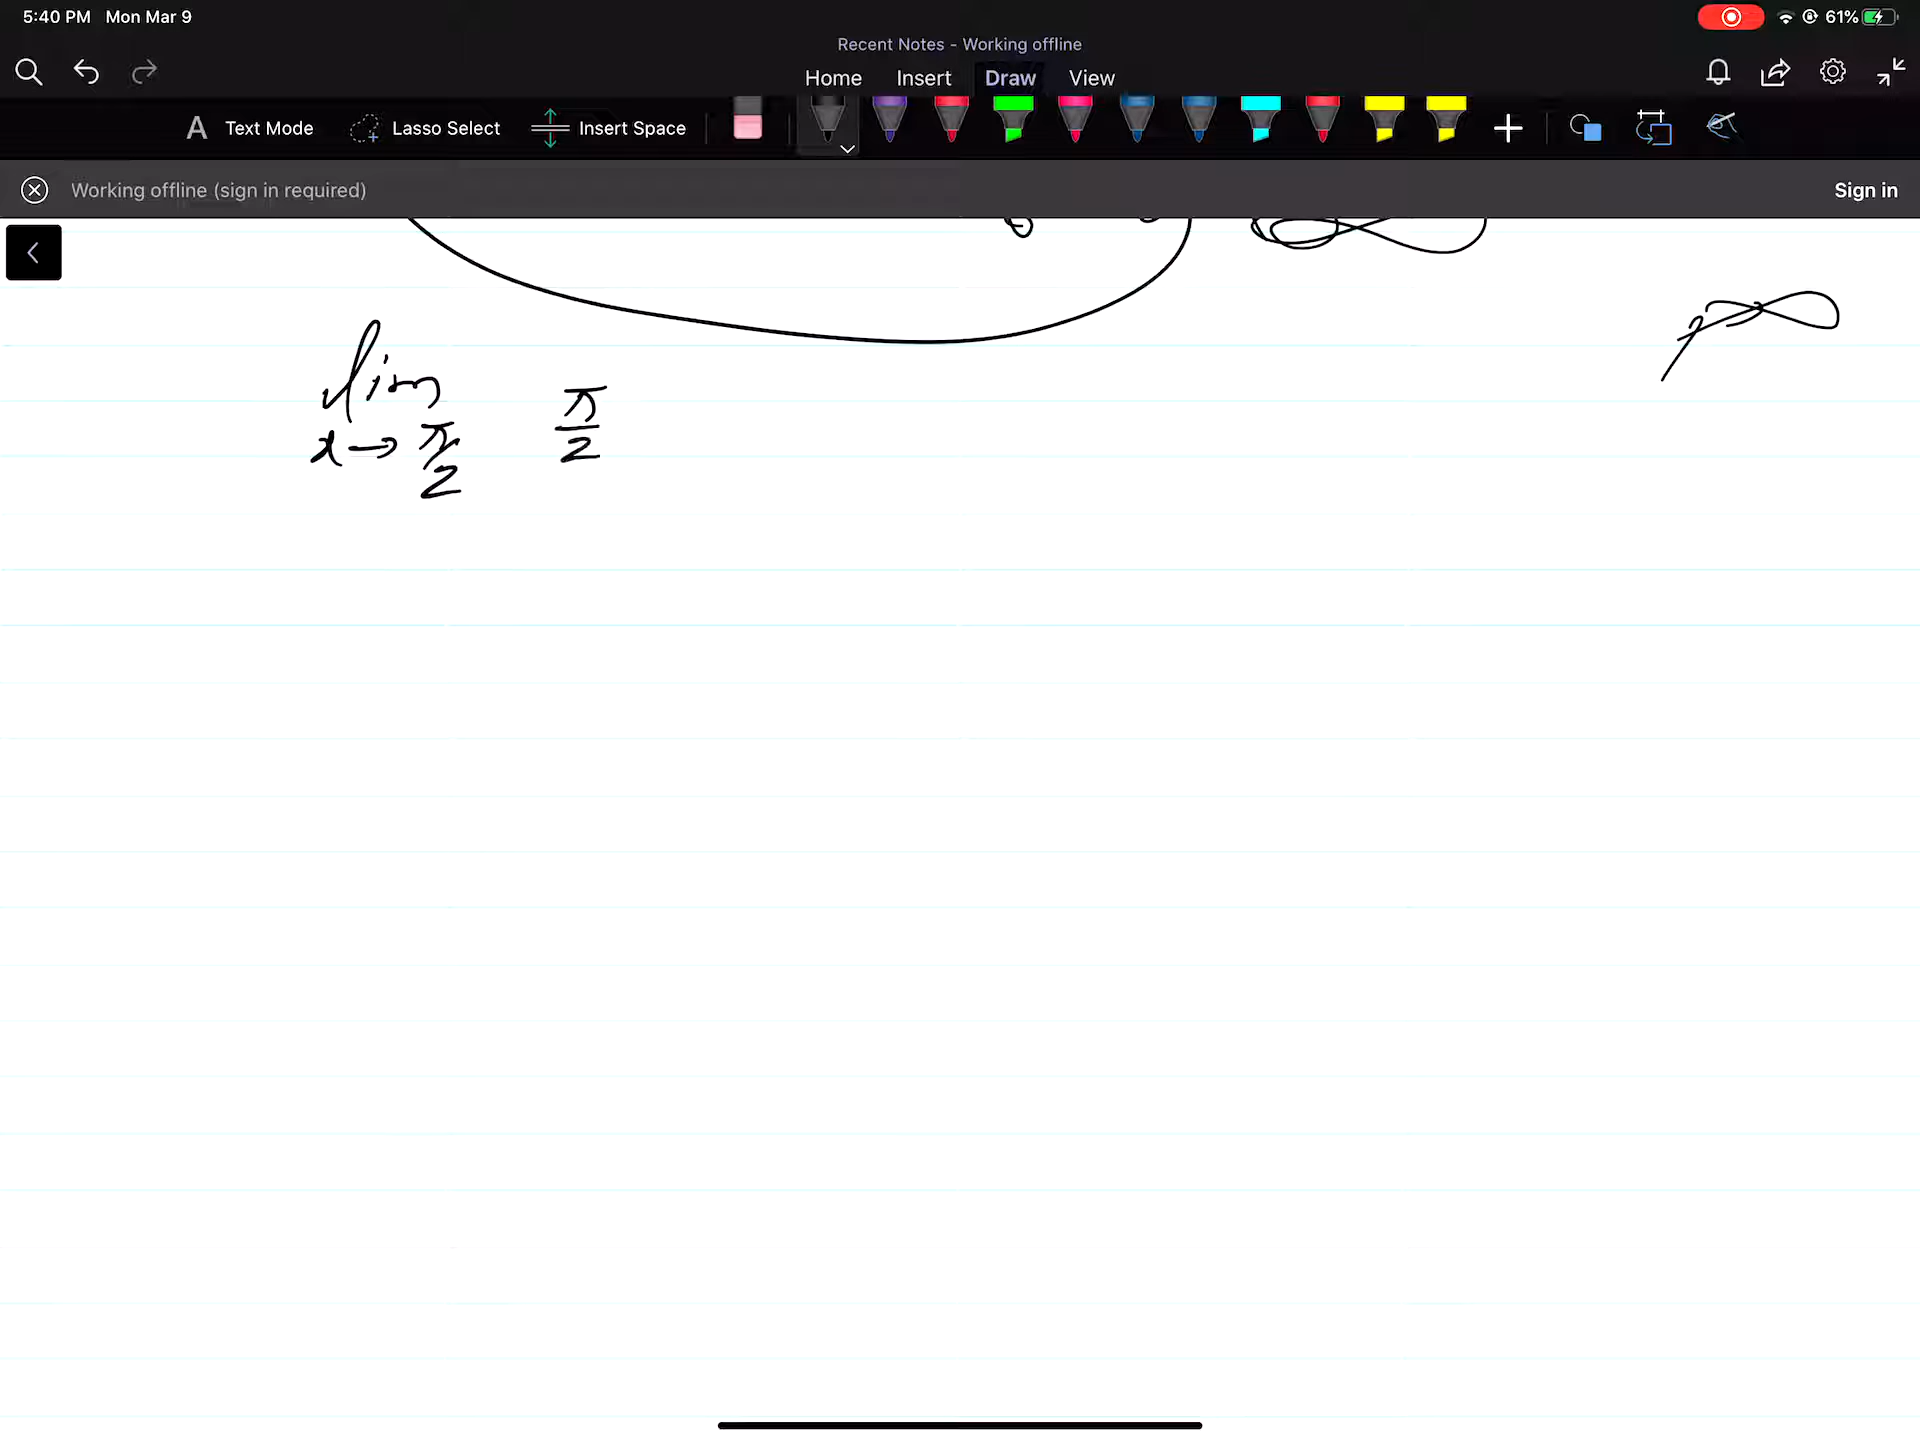 5:40 PM Mon Mar 9
61%
Recent Notes - Working offline
Home Insert Draw View
Text Mode Lasso Select Insert Space
Working offline (sign in required) Sign in
lim π/2
x → π/2